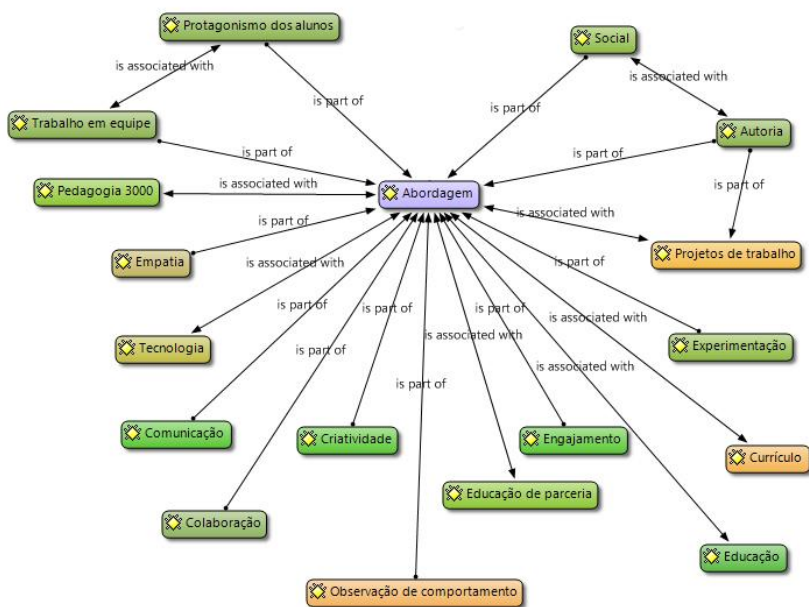 Protagonismo dos alunos
Social
is associated with
is associated with
is part of
is part of
Trabalho em equipe
Autoria
is part of
is part of
Pedagogia 3000
is associated with
Abordagem
is part of
is part of
is associated with
Empatia
Projetos de trabalho
is associated with
is part of
is part of
is part of
is part of
is associated with
Tecnologia
is part of
is associated with
Experimentação
is associated with
is part of
Comunicação
Criatividade
Engajamento
Currículo
Educação de parceria
Colaboração
Educação
Observação de comportamento